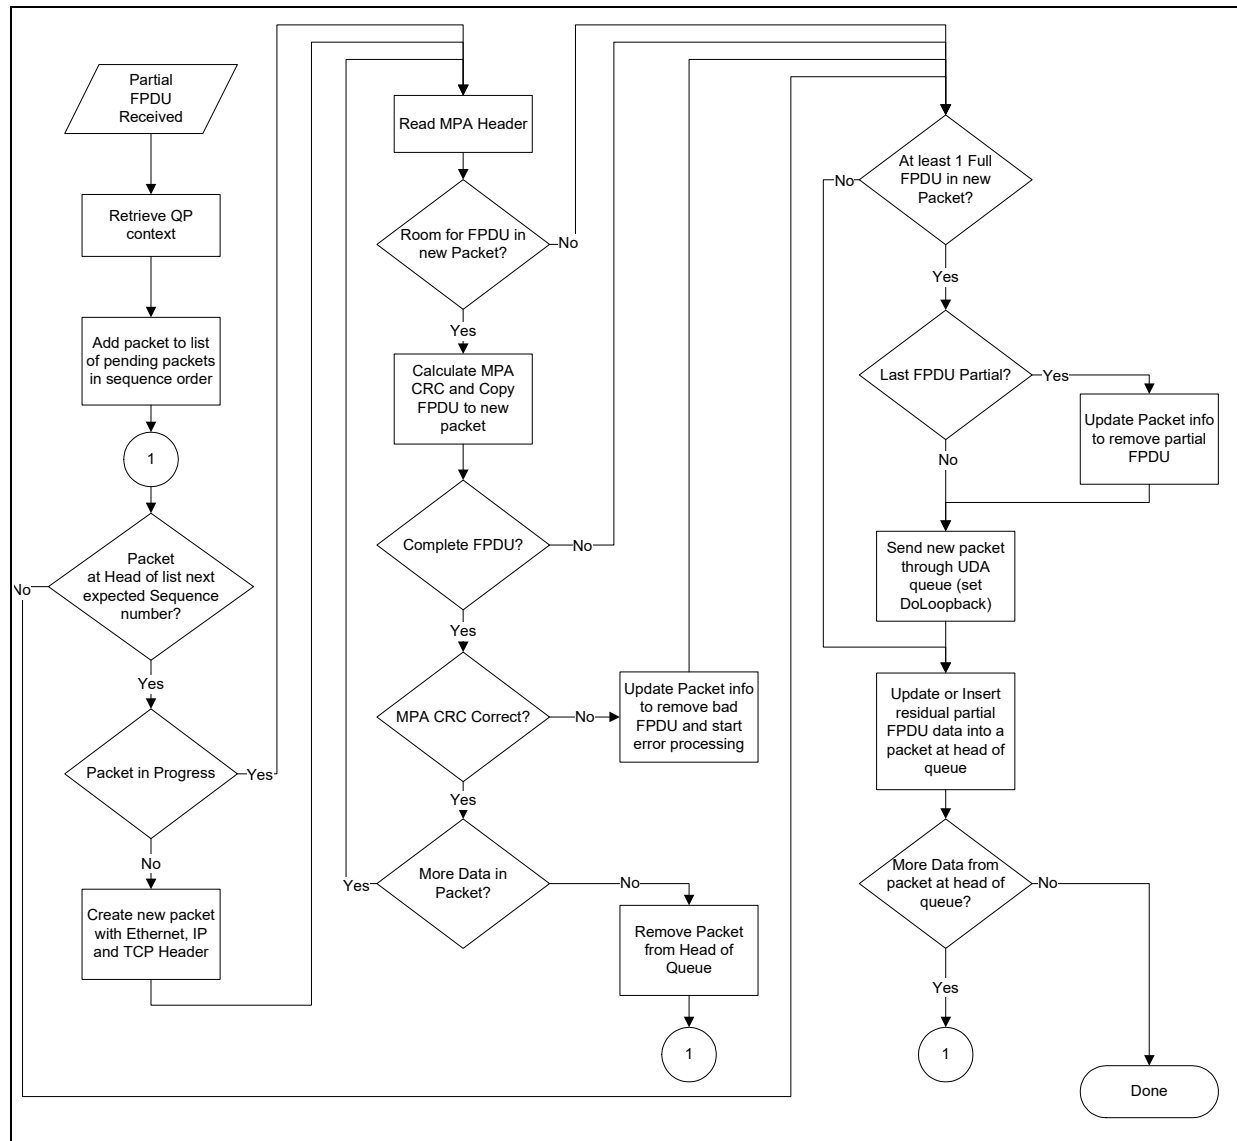 Partial
FPDU
Received
Retrieve QP
context
Add packet to list
of pending packets
in sequence order
1
Packet
at Head of list next
expected Sequence
number?
No
Yes
Packet in Progress
Yes
No
Create new packet
with Ethernet, IP
and TCP Header
Read MPA Header
Room for FPDU in
new Packet?
No
Yes
Calculate MPA
CRC and Copy
FPDU to new
packet
Complete FPDU?
No
Yes
MPA CRC Correct?
No
Update Packet info
to remove bad
FPDU and start
error processing
Yes
More Data in
Packet?
Yes
No
Remove Packet
from Head of
Queue
1
At least 1 Full
FPDU in new
Packet?
No
Yes
Last FPDU Partial?
Yes
Update Packet info
to remove partial
FPDU
No
Send new packet
through UDA
queue (set
DoLoopback)
Update or Insert
residual partial
FPDU data into a
packet at head of
queue
More Data from
packet at head of
queue?
No
Yes
1
Done